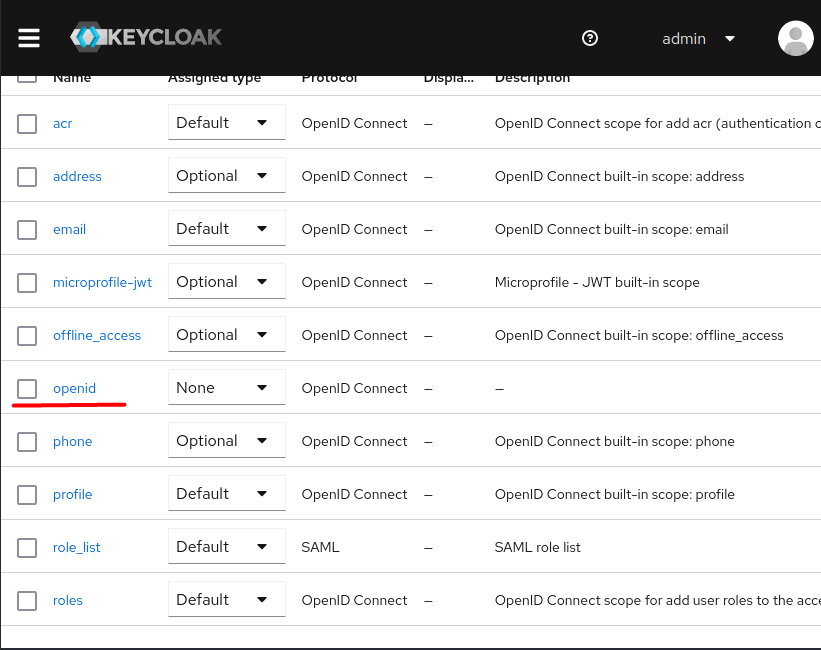 KEYCLOAK admin
Name Assigned type Protocol Displa... Description
acr Default OpenID Connect – OpenID Connect scope for add acr (authentication
address Optional OpenID Connect – OpenID Connect built-in scope: address
email Default OpenID Connect – OpenID Connect built-in scope: email
microprofile-jwt Optional OpenID Connect – Microprofile - JWT built-in scope
offline_access Optional OpenID Connect – OpenID Connect built-in scope: offline_access
openid None OpenID Connect – –
phone Optional OpenID Connect – OpenID Connect built-in scope: phone
profile Default OpenID Connect – OpenID Connect built-in scope: profile
role_list Default SAML – SAML role list
roles Default OpenID Connect – OpenID Connect scope for add user roles to the acce